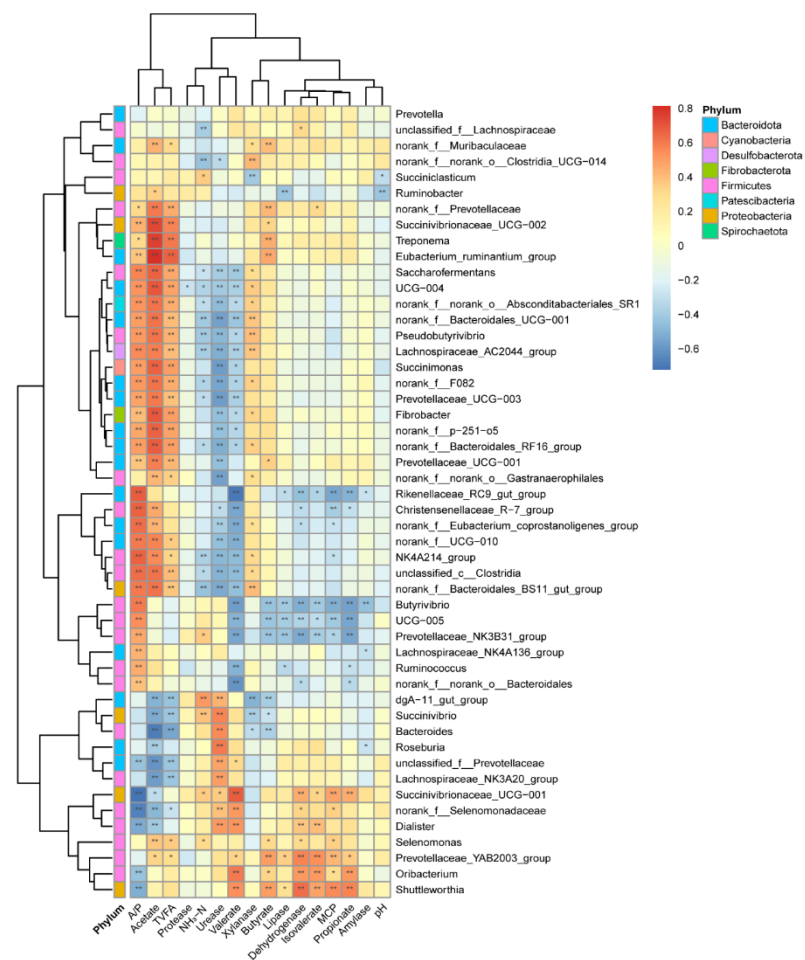 Prevotella
unclassified_f__Lachnospiraceae
norank_f__Muribaculaceae
norank_f__norank_o__Clostridia_UCG-014
Succiniclasticum
Ruminobacter
norank_f__Prevotellaceae
Succinivibrionaceae_UCG-002
Treponema
Eubacterium_ruminantium_group
Saccharofermentans
UCG-004
norank_f__norank_o__Absconditabacteriales_SR1
norank_f__Bacteroidales_UCG-001
Pseudobutyrivibrio
Lachnospiraceae_AC2044_group
Succinimonas
norank_f__F082
Prevotellaceae_UCG-003
Fibrobacter
norank_f__p-251-o5
norank_f__Bacteroidales_RF16_group
Prevotellaceae_UCG-001
norank_f__norank_o__Gastranaerophilales
Rikenellaceae_RC9_gut_group
Christensenellaceae_R-7_group
norank_f__Eubacterium_coprostanoligenes_group
norank_f__UCG-010
NK4A214_group
unclassified_c__Clostridia
norank_f__Bacteroidales_BS11_gut_group
Butyrivibrio
UCG-005
Prevotellaceae_NK3B31_group
Lachnospiraceae_NK4A136_group
Ruminococcus
norank_f__norank_o__Bacteroidales
dgA-11_gut_group
Succinivibrio
Bacteroides
Roseburia
unclassified_f__Prevotellaceae
Lachnospiraceae_NK3A20_group
Succinivibrionaceae_UCG-001
norank_f__Selenomonadaceae
Dialister
Selenomonas
Prevotellaceae_YAB2003_group
Oribacterium
Shuttleworthia
Phylum
A/P
Acetate
TVFA
Protease
NH₃-N
Urease
Valerate
Xylanase
Butyrate
Lipase
Dehydrogenase
Isovalerate
MCP
Propionate
Amylase
pH
0.8
0.6
0.4
0.2
0
−0.2
−0.4
−0.6
Phylum
Bacteroidota
Cyanobacteria
Desulfobacterota
Fibrobacterota
Firmicutes
Patescibacteria
Proteobacteria
Spirochaetota